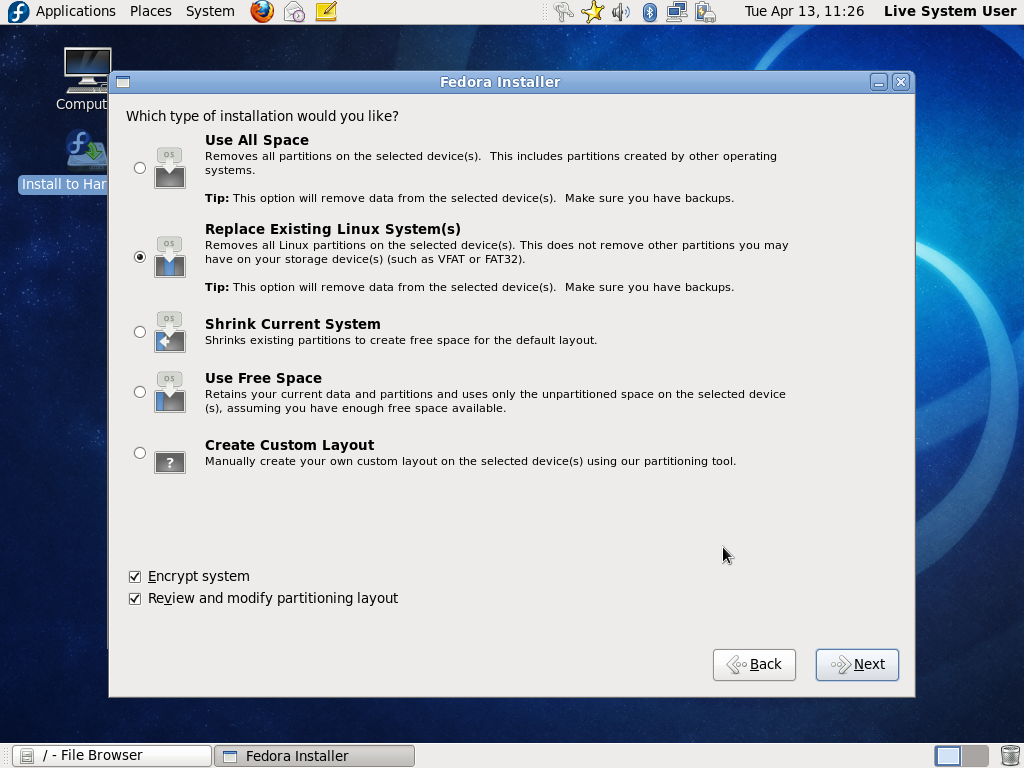 Applications Places System Tue Apr 13, 11:26 Live System User
Comput
Install to Har
Fedora Installer
Which type of installation would you like?
OS
Use All Space
Removes all partitions on the selected device(s).  This includes partitions created by other operating
systems.
Tip: This option will remove data from the selected device(s).  Make sure you have backups.
OS
Replace Existing Linux System(s)
Removes all Linux partitions on the selected device(s). This does not remove other partitions you may
have on your storage device(s) (such as VFAT or FAT32).
Tip: This option will remove data from the selected device(s).  Make sure you have backups.
OS
Shrink Current System
Shrinks existing partitions to create free space for the default layout.
OS
Use Free Space
Retains your current data and partitions and uses only the unpartitioned space on the selected device
(s), assuming you have enough free space available.
Create Custom Layout
?
Manually create your own custom layout on the selected device(s) using our partitioning tool.
Encrypt system
Review and modify partitioning layout
Back Next
/ - File Browser Fedora Installer